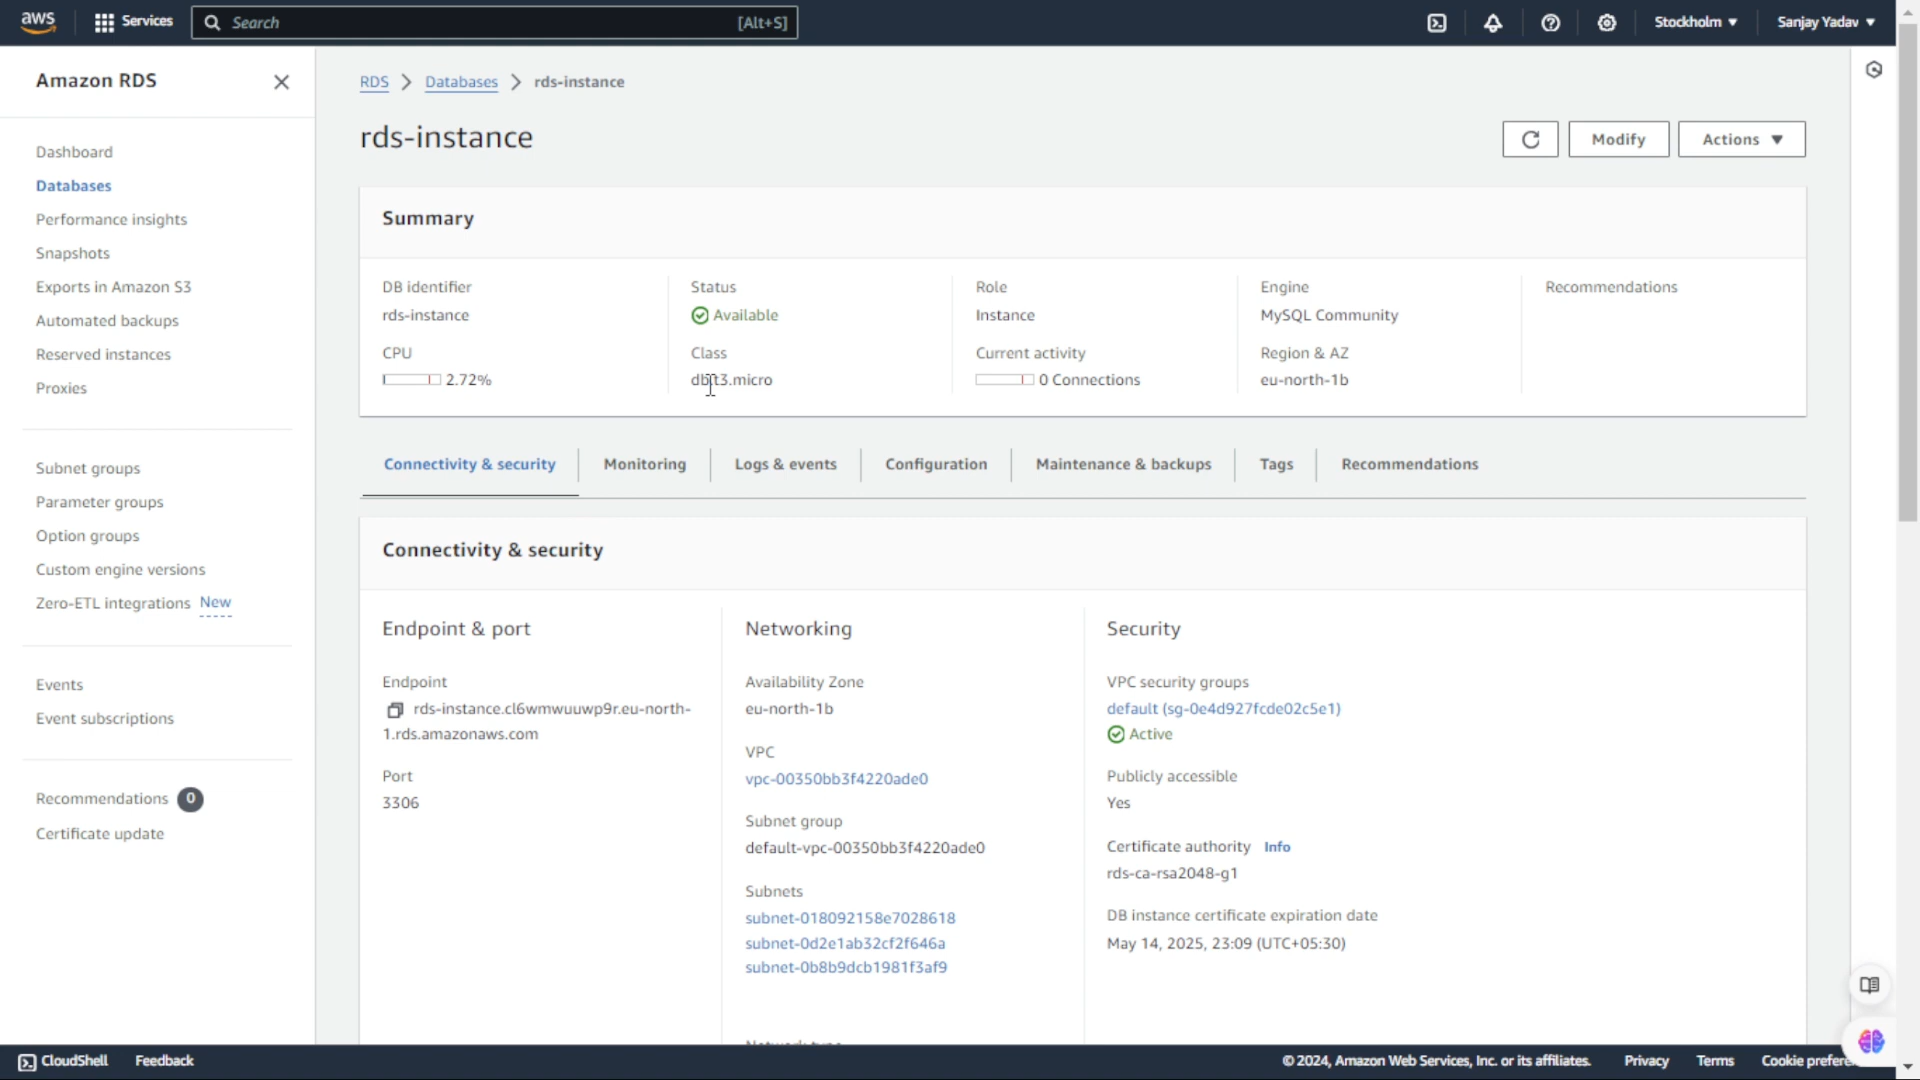 aws
Services
Search
[Alt+S]
Stockholm ▼
Sanjay Yadav ▼
Amazon RDS
Dashboard
Databases
Performance insights
Snapshots
Exports in Amazon S3
Automated backups
Reserved instances
Proxies
Subnet groups
Parameter groups
Option groups
Custom engine versions
Zero-ETL integrations New
Events
Event subscriptions
Recommendations 0
Certificate update
RDS > Databases > rds-instance
rds-instance
Modify
Actions ▼
Summary
DB identifier
rds-instance
Status
Available
Role
Instance
Engine
MySQL Community
Recommendations
CPU
2.72%
Class
db.t3.micro
Current activity
0 Connections
Region & AZ
eu-north-1b
Connectivity & security
Monitoring
Logs & events
Configuration
Maintenance & backups
Tags
Recommendations
Connectivity & security
Endpoint & port
Endpoint
rds-instance.cl6wmwuuwp9r.eu-north-
1.rds.amazonaws.com
Port
3306
Networking
Availability Zone
eu-north-1b
VPC
vpc-00350bb3f4220ade0
Subnet group
default-vpc-00350bb3f4220ade0
Subnets
subnet-018092158e7028618
subnet-0d2e1ab32cf2f646a
subnet-0b8b9dcb1981f3af9
Security
VPC security groups
default (sg-0e4d927fcde02c5e1)
Active
Publicly accessible
Yes
Certificate authority Info
rds-ca-rsa2048-g1
DB instance certificate expiration date
May 14, 2025, 23:09 (UTC+05:30)
CloudShell
Feedback
© 2024, Amazon Web Services, Inc. or its affiliates.
Privacy
Terms
Cookie prefere